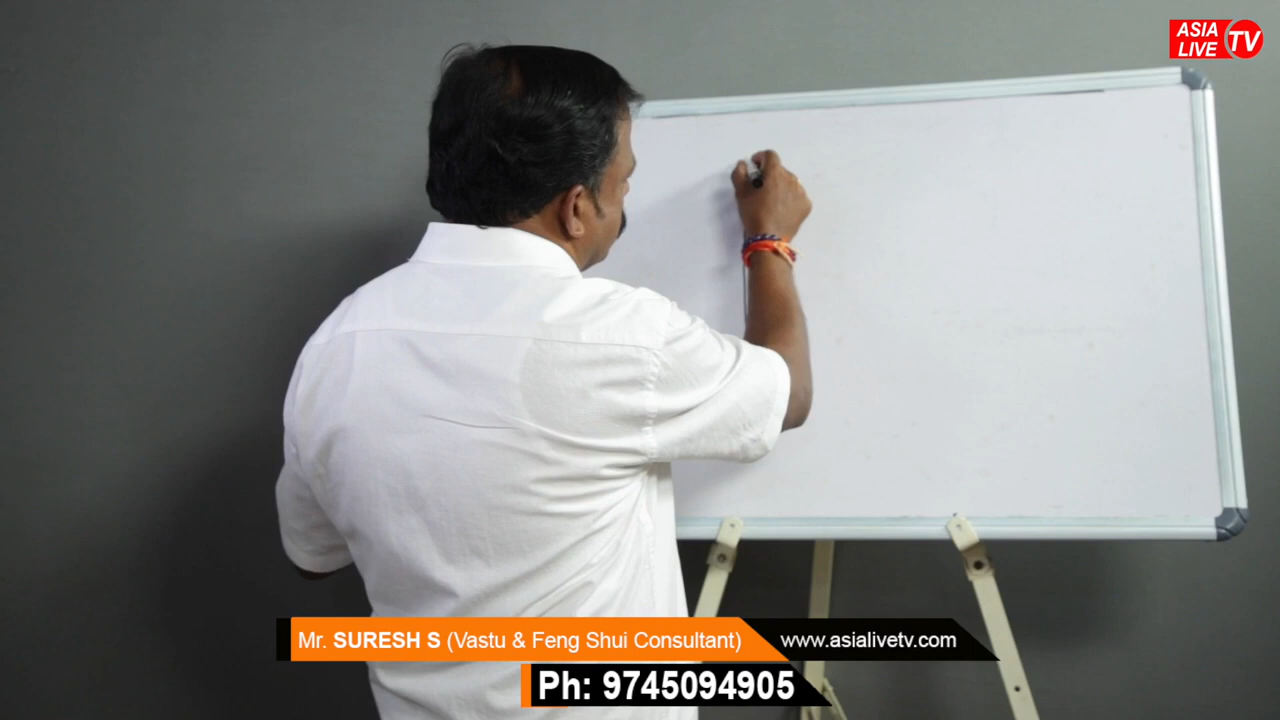 ASIA
LIVE TV
Mr. SURESH S (Vastu & Feng Shui Consultant) www.asialivetv.com
Ph: 9745094905